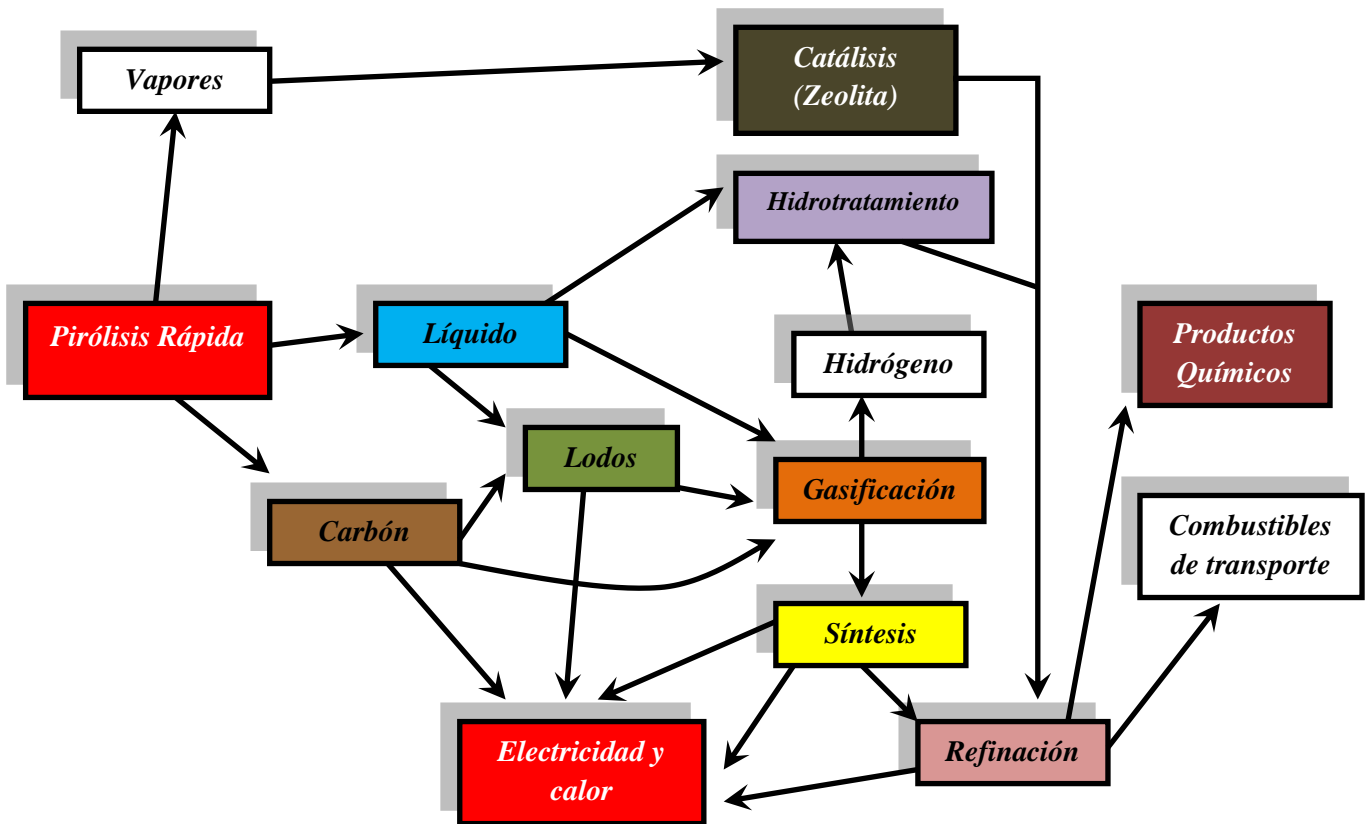 Vapores
Catálisis
(Zeolita)
Hidrotratamiento
Pirólisis Rápida
Líquido
Hidrógeno
Productos
Químicos
Lodos
Gasificación
Carbón
Combustibles
de transporte
Síntesis
Electricidad y
calor
Refinación